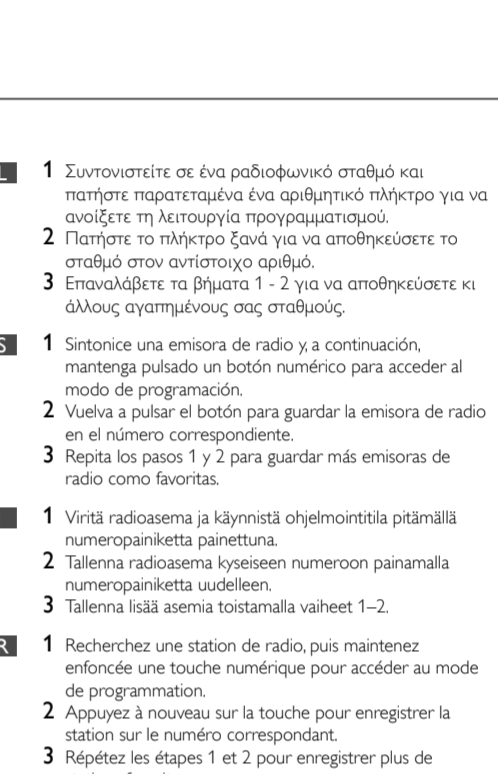 L
1 Συντονιστείτε σε ένα ραδιοφωνικό σταθμό και
πατήστε παρατεταμένα ένα αριθμητικό πλήκτρο για να
ανοίξετε τη λειτουργία προγραμματισμού.
2 Πατήστε το πλήκτρο ξανά για να αποθηκεύσετε το
σταθμό στον αντίστοιχο αριθμό.
3 Επαναλάβετε τα βήματα 1 - 2 για να αποθηκεύσετε κι
άλλους αγαπημένους σας σταθμούς.
S
1 Sintonice una emisora de radio y, a continuación,
mantenga pulsado un botón numérico para acceder al
modo de programación.
2 Vuelva a pulsar el botón para guardar la emisora de radio
en el número correspondiente.
3 Repita los pasos 1 y 2 para guardar más emisoras de
radio como favoritas.
1 Viritä radioasema ja käynnistä ohjelmointitila pitämällä
numeropainiketta painettuna.
2 Tallenna radioasema kyseiseen numeroon painamalla
numeropainiketta uudelleen.
3 Tallenna lisää asemia toistamalla vaiheet 1–2.
R
1 Recherchez une station de radio, puis maintenez
enfoncée une touche numérique pour accéder au mode
de programmation.
2 Appuyez à nouveau sur la touche pour enregistrer la
station sur le numéro correspondant.
3 Répétez les étapes 1 et 2 pour enregistrer plus de